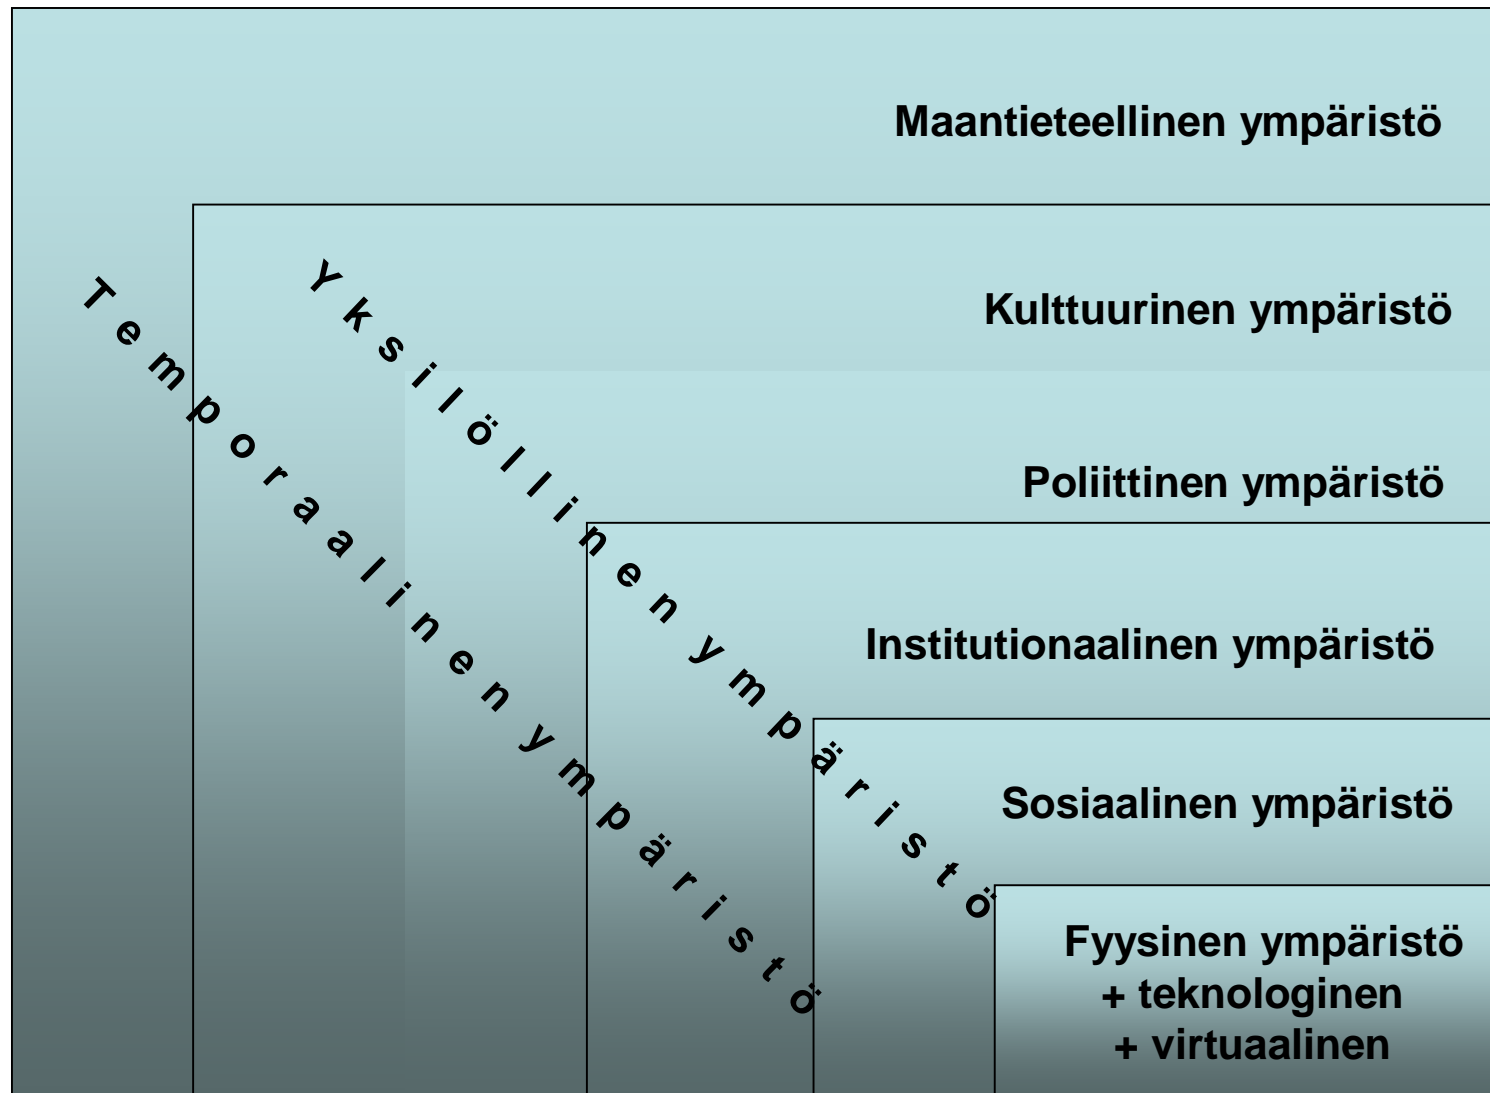 Maantieteellinen ympäristö
Kulttuurinen ympäristö
Poliittinen ympäristö
Institutionaalinen ympäristö
Sosiaalinen ympäristö
Fyysinen ympäristö
+ teknologinen
+ virtuaalinen
Temporaalinen ympäristö
Yksilöllinen ympäristö